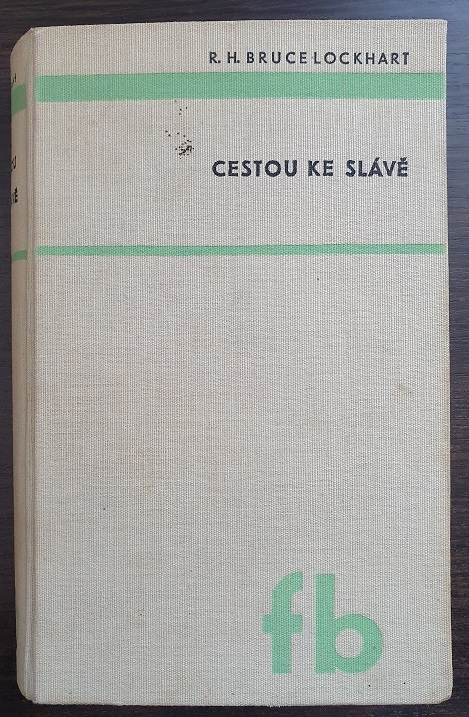 R. H. BRUCE LOCKHART
CESTOU KE SLÁVĚ
fb